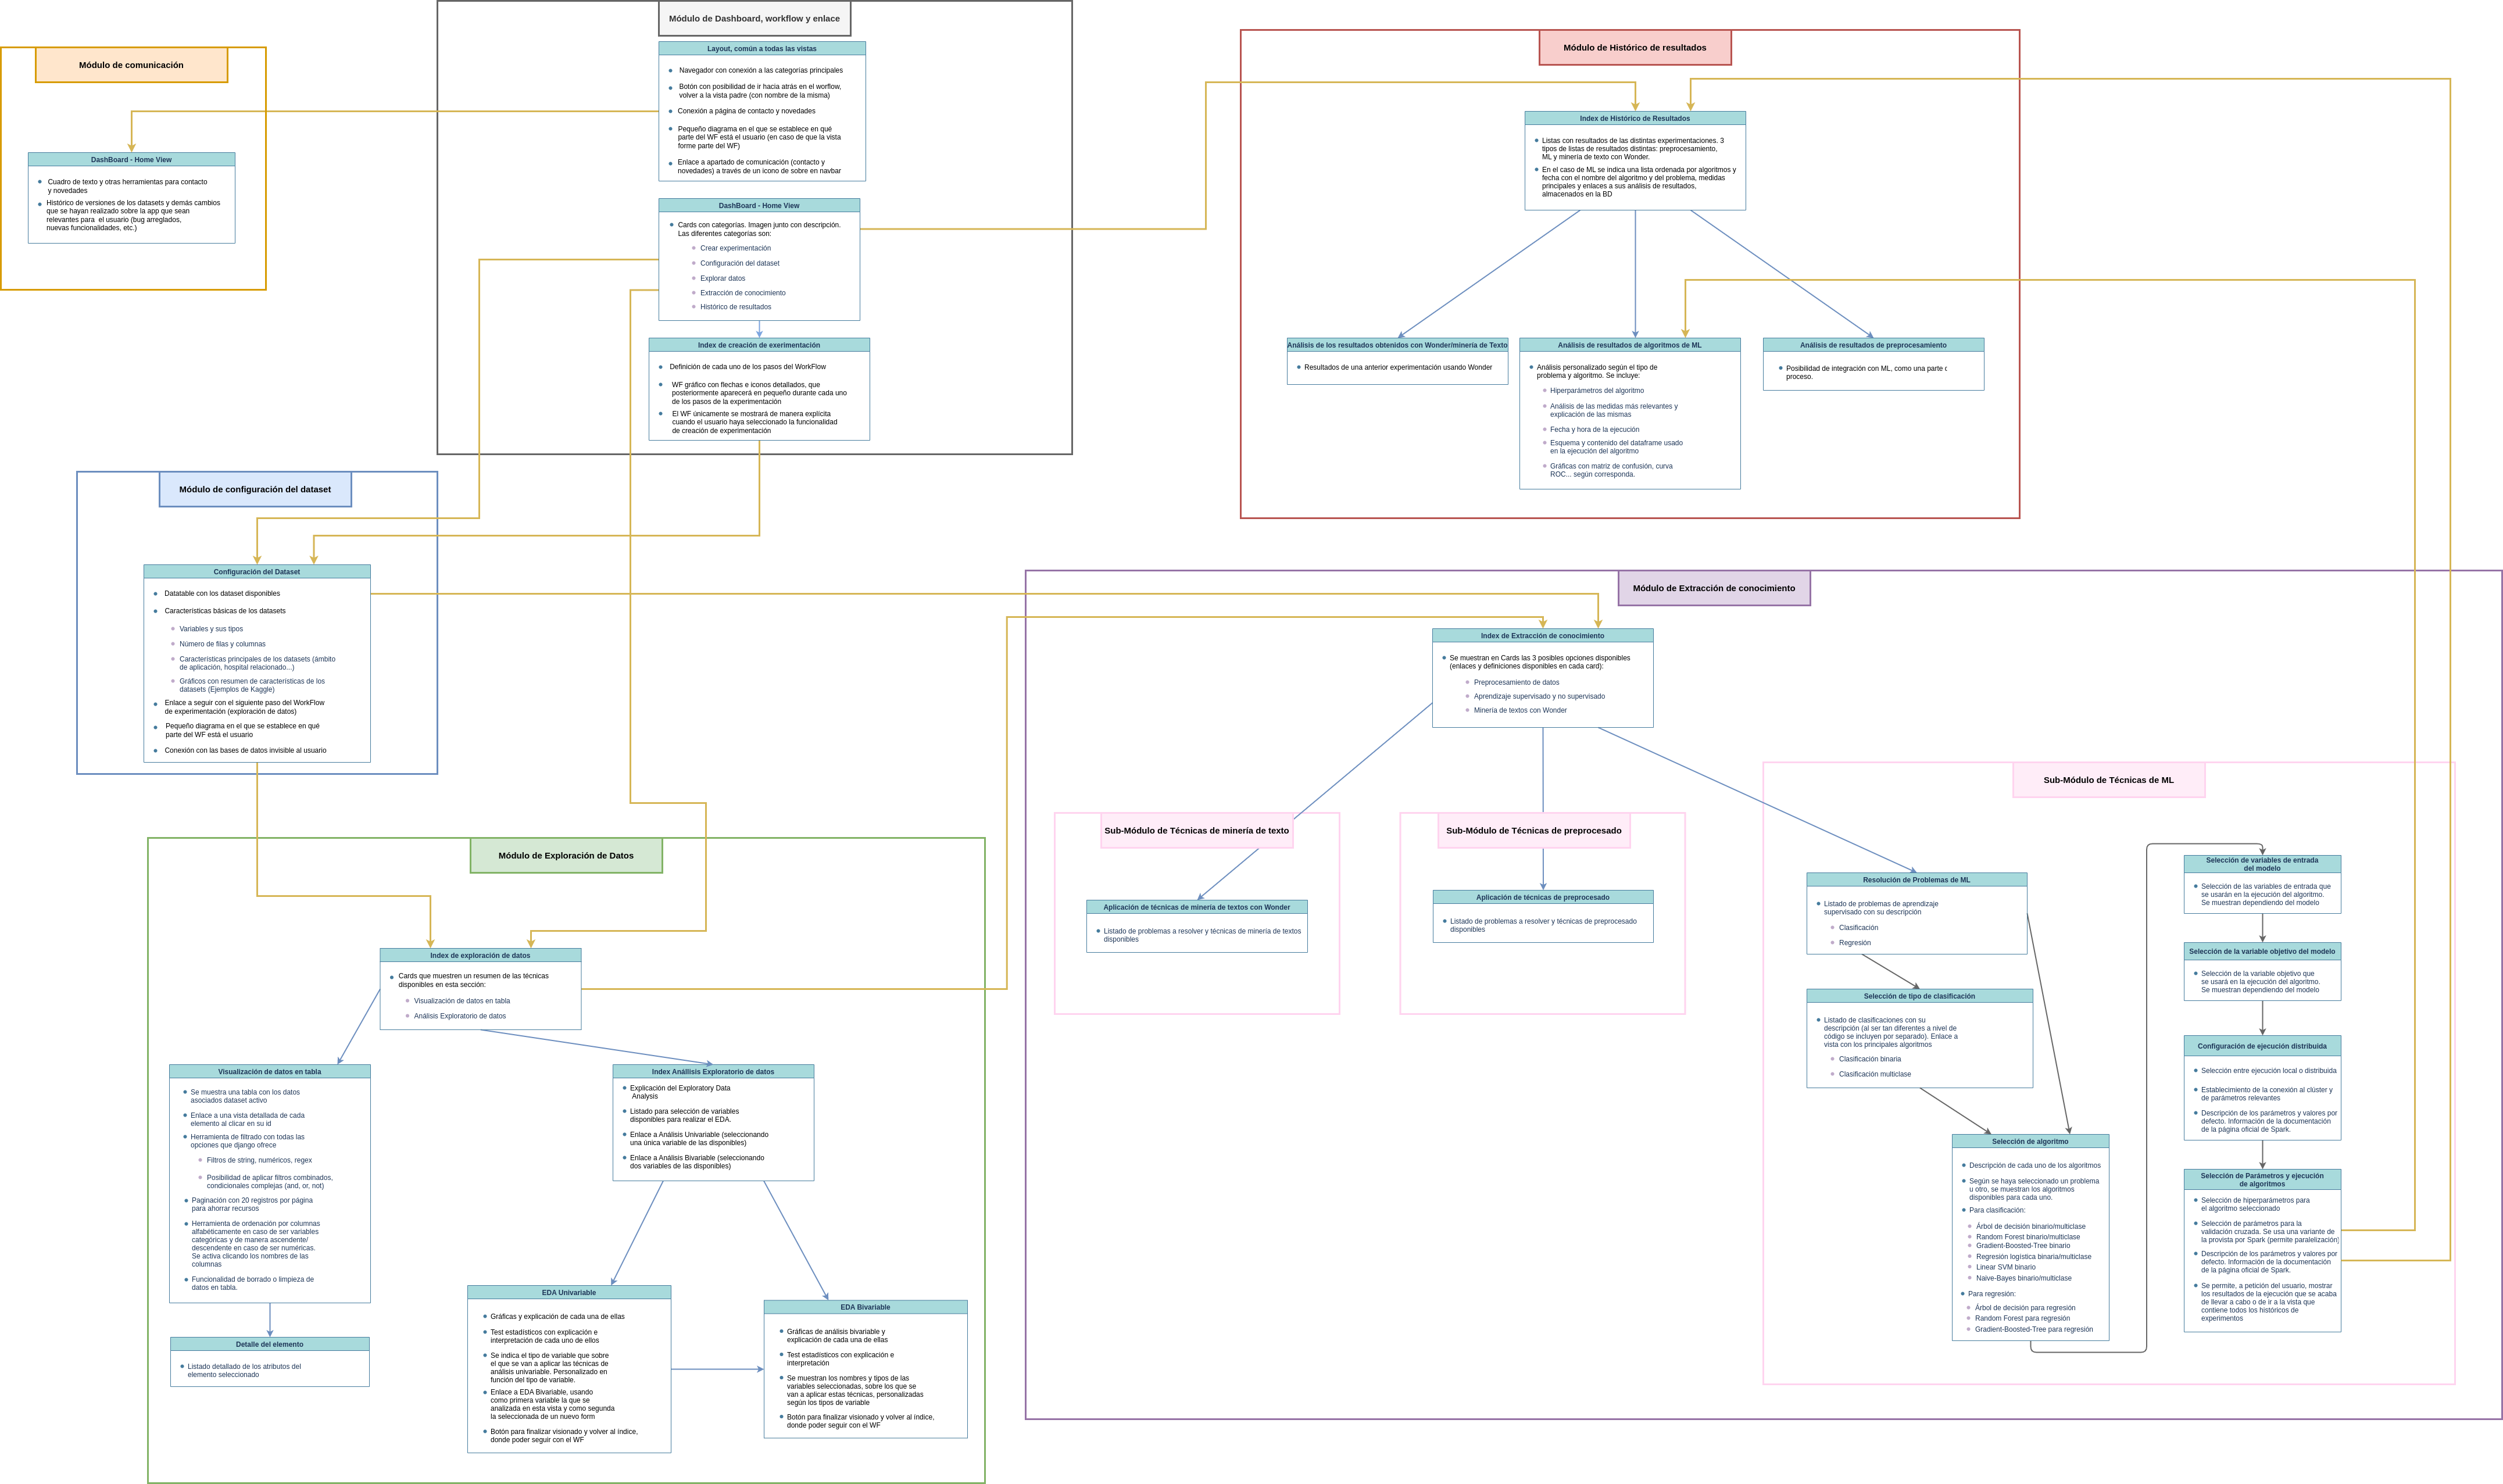 Módulo de Dashboard, workflow y enlace
Layout, común a todas las vistas
Navegador con conexión a las categorías principales
Botón con posibilidad de ir hacia atrás en el worflow,
volver a la vista padre (con nombre de la misma)
Conexión a página de contacto y novedades
Pequeño diagrama en el que se establece en qué
parte del WF está el usuario (en caso de que la vista
forme parte del WF)
Enlace a apartado de comunicación (contacto y
novedades) a través de un icono de sobre en navbar
DashBoard - Home View
Cards con categorías. Imagen junto con descripción.
Las diferentes categorías son:
Crear experimentación
Configuración del dataset
Explorar datos
Extracción de conocimiento
Histórico de resultados
Index de creación de exerimentación
Definición de cada uno de los pasos del WorkFlow
WF gráfico con flechas e iconos detallados, que
posteriormente aparecerá en pequeño durante cada uno
de los pasos de la experimentación
El WF únicamente se mostrará de manera explícita
cuando el usuario haya seleccionado la funcionalidad
de creación de experimentación
Módulo de comunicación
DashBoard - Home View
Cuadro de texto y otras herramientas para contacto
y novedades
Histórico de versiones de los datasets y demás cambios
que se hayan realizado sobre la app que sean
relevantes para  el usuario (bug arreglados,
nuevas funcionalidades, etc.)
Módulo de Histórico de resultados
Index de Histórico de Resultados
Listas con resultados de las distintas experimentaciones. 3
tipos de listas de resultados distintas: preprocesamiento,
ML y minería de texto con Wonder.
En el caso de ML se indica una lista ordenada por algoritmos y
fecha con el nombre del algoritmo y del problema, medidas
principales y enlaces a sus análisis de resultados,
almacenados en la BD
Análisis de los resultados obtenidos con Wonder/minería de Texto
Resultados de una anterior experimentación usando Wonder
Análisis de resultados de algoritmos de ML
Análisis personalizado según el tipo de
problema y algoritmo. Se incluye:
Hiperparámetros del algoritmo
Análisis de las medidas más relevantes y
explicación de las mismas
Fecha y hora de la ejecución
Esquema y contenido del dataframe usado
en la ejecución del algoritmo
Gráficas con matriz de confusión, curva
ROC... según corresponda.
Análisis de resultados de preprocesamiento
Posibilidad de integración con ML, como una parte
proceso.
Módulo de configuración del dataset
Configuración del Dataset
Datatable con los dataset disponibles
Características básicas de los datasets
Variables y sus tipos
Número de filas y columnas
Características principales de los datasets (ámbito
de aplicación, hospital relacionado...)
Gráficos con resumen de características de los
datasets (Ejemplos de Kaggle)
Enlace a seguir con el siguiente paso del WorkFlow
de experimentación (exploración de datos)
Pequeño diagrama en el que se establece en qué
parte del WF está el usuario
Conexión con las bases de datos invisible al usuario
Módulo de Exploración de Datos
Index de exploración de datos
Cards que muestren un resumen de las técnicas
disponibles en esta sección:
Visualización de datos en tabla
Análisis Exploratorio de datos
Visualización de datos en tabla
Se muestra una tabla con los datos
asociados dataset activo
Enlace a una vista detallada de cada
elemento al clicar en su id
Herramienta de filtrado con todas las
opciones que django ofrece
Filtros de string, numéricos, regex
Posibilidad de aplicar filtros combinados,
condicionales complejas (and, or, not)
Paginación con 20 registros por página
para ahorrar recursos
Herramienta de ordenación por columnas
alfabéticamente en caso de ser variables
categóricas y de manera ascendente/
descendente en caso de ser numéricas.
Se activa clicando los nombres de las
columnas
Funcionalidad de borrado o limpieza de
datos en tabla.
Detalle del elemento
Listado detallado de los atributos del
elemento seleccionado
Index Anállisis Exploratorio de datos
Explicación del Exploratory Data
Analysis
Listado para selección de variables
disponibles para realizar el EDA.
Enlace a Análisis Univariable (seleccionando
una única variable de las disponibles)
Enlace a Análisis Bivariable (seleccionando
dos variables de las disponibles)
EDA Univariable
Gráficas y explicación de cada una de ellas
Test estadísticos con explicación e
interpretación de cada uno de ellos
Se indica el tipo de variable que sobre
el que se van a aplicar las técnicas de
análisis univariable. Personalizado en
función del tipo de variable.
Enlace a EDA Bivariable, usando
como primera variable la que se
analizada en esta vista y como segunda
la seleccionada de un nuevo form
Botón para finalizar visionado y volver al índice,
donde poder seguir con el WF
EDA Bivariable
Gráficas de análisis bivariable y
explicación de cada una de ellas
Test estadísticos con explicación e
interpretación
Se muestran los nombres y tipos de las
variables seleccionadas, sobre los que se
van a aplicar estas técnicas, personalizadas
según los tipos de variable
Botón para finalizar visionado y volver al índice,
donde poder seguir con el WF
Módulo de Extracción de conocimiento
Index de Extracción de conocimiento
Se muestran en Cards las 3 posibles opciones disponibles
(enlaces y definiciones disponibles en cada card):
Preprocesamiento de datos
Aprendizaje supervisado y no supervisado
Minería de textos con Wonder
Sub-Módulo de Técnicas de minería de texto
Aplicación de técnicas de minería de textos con Wonder
Listado de problemas a resolver y técnicas de minería de textos
disponibles
Sub-Módulo de Técnicas de preprocesado
Aplicación de técnicas de preprocesado
Listado de problemas a resolver y técnicas de preprocesado
disponibles
Sub-Módulo de Técnicas de ML
Resolución de Problemas de ML
Listado de problemas de aprendizaje
supervisado con su descripción
Clasificación
Regresión
Selección de tipo de clasificación
Listado de clasificaciones con su
descripción (al ser tan diferentes a nivel de
código se incluyen por separado). Enlace a
vista con los principales algoritmos
Clasificación binaria
Clasificación multiclase
Selección de algoritmo
Descripción de cada uno de los algoritmos
Según se haya seleccionado un problema
u otro, se muestran los algoritmos
disponibles para cada uno.
Para clasificación:
Árbol de decisión binario/multiclase
Random Forest binario/multiclase
Gradient-Boosted-Tree binario
Regresión logística binaria/multiclase
Linear SVM binario
Naive-Bayes binario/multiclase
Para regresión:
Árbol de decisión para regresión
Random Forest para regresión
Gradient-Boosted-Tree para regresión
Selección de variables de entrada
del modelo
Selección de las variables de entrada que
se usarán en la ejecución del algoritmo.
Se muestran dependiendo del modelo
Selección de la variable objetivo del modelo
Selección de la variable objetivo que
se usará en la ejecución del algoritmo.
Se muestran dependiendo del modelo
Configuración de ejecución distribuida
Selección entre ejecución local o distribuida
Establecimiento de la conexión al clúster y
de parámetros relevantes
Descripción de los parámetros y valores por
defecto. Información de la documentación
de la página oficial de Spark.
Selección de Parámetros y ejecución
de algoritmos
Selección de hiperparámetros para
el algoritmo seleccionado
Selección de parámetros para la
validación cruzada. Se usa una variante de
la provista por Spark (permite paralelización)
Descripción de los parámetros y valores por
defecto. Información de la documentación
de la página oficial de Spark.
Se permite, a petición del usuario, mostrar
los resultados de la ejecución que se acaba
de llevar a cabo o de ir a la vista que
contiene todos los históricos de
experimentos